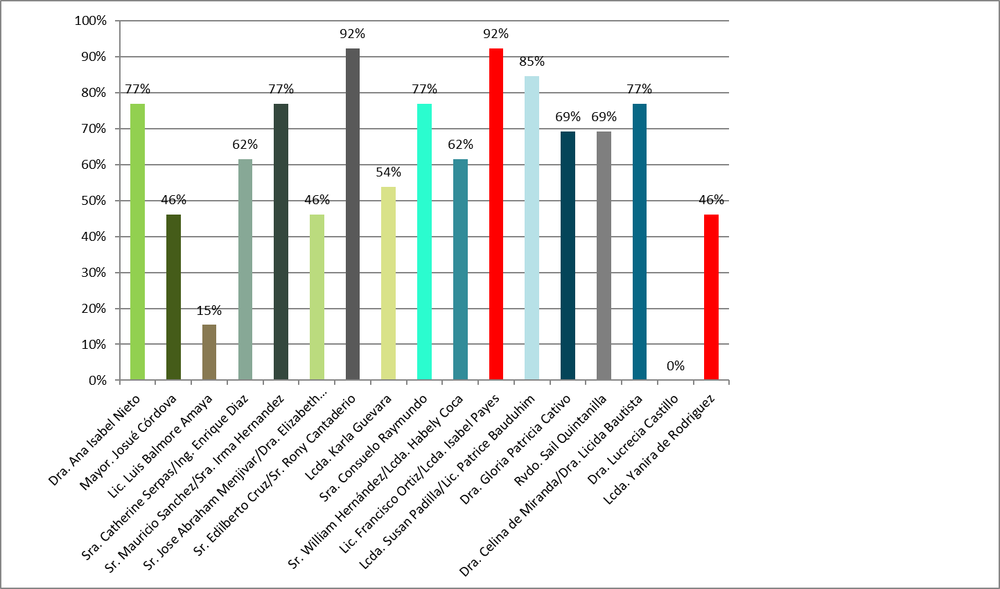 100%
90%
80%
70%
60%
50%
40%
30%
20%
10%
0%
77%
46%
15%
62%
77%
46%
92%
54%
77%
62%
92%
85%
69%
69%
77%
0%
46%
Dra. Ana Isabel Nieto
Mayor. Josué Córdova
Lic. Luis Balmore Amaya
Sra. Catherine Serpas/Ing. Enrique Diaz
Sr. Mauricio Sanchez/Sra. Irma Hernandez
Sr. Jose Abraham Menjivar/Dra. Elizabeth...
Sr. Edilberto Cruz/Sr. Rony Cantaderio
Lcda. Karla Guevara
Sra. Consuelo Raymundo
Sr. William Hernández/Lcda. Habely Coca
Lic. Francisco Ortiz/Lcda. Isabel Payes
Lcda. Susan Padilla/Lic. Patrice Bauduhim
Dra. Gloria Patricia Cativo
Rvdo. Sail Quintanilla
Dra. Celina de Miranda/Dra. Licida Bautista
Dra. Lucrecia Castillo
Lcda. Yanira de Rodriguez